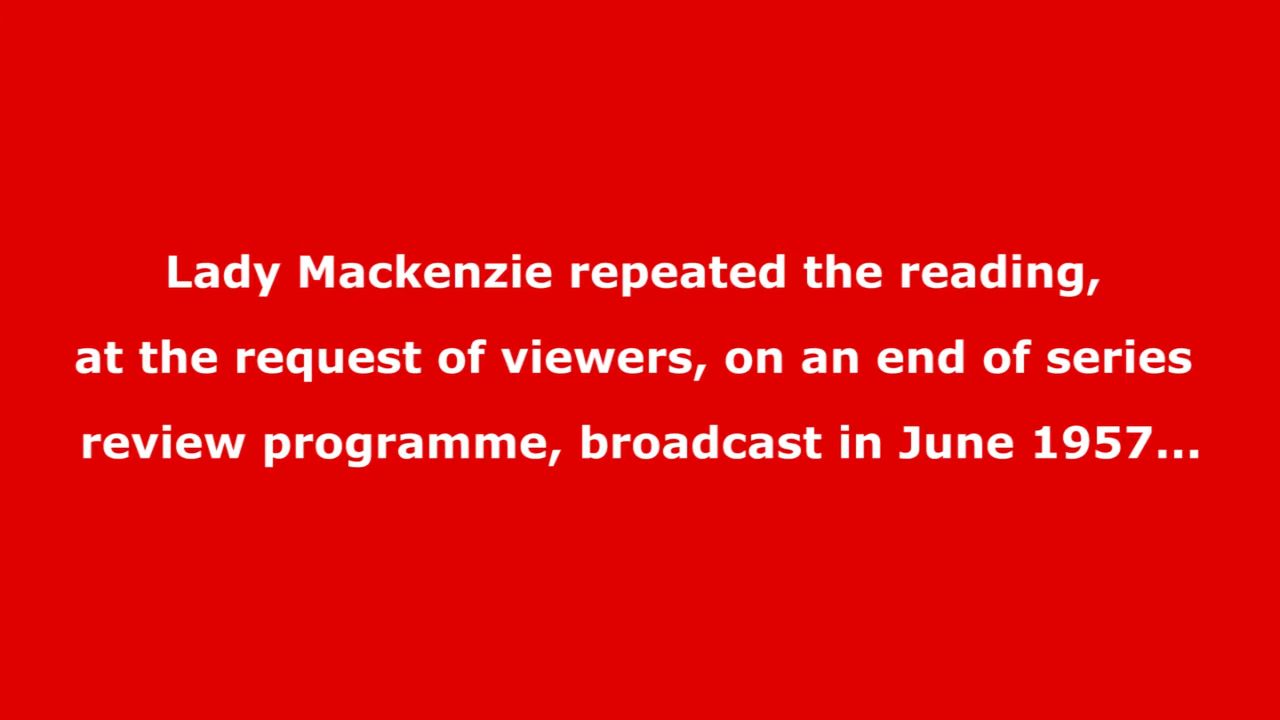 Lady Mackenzie repeated the reading,
at the request of viewers, on an end of series
review programme, broadcast in June 1957...